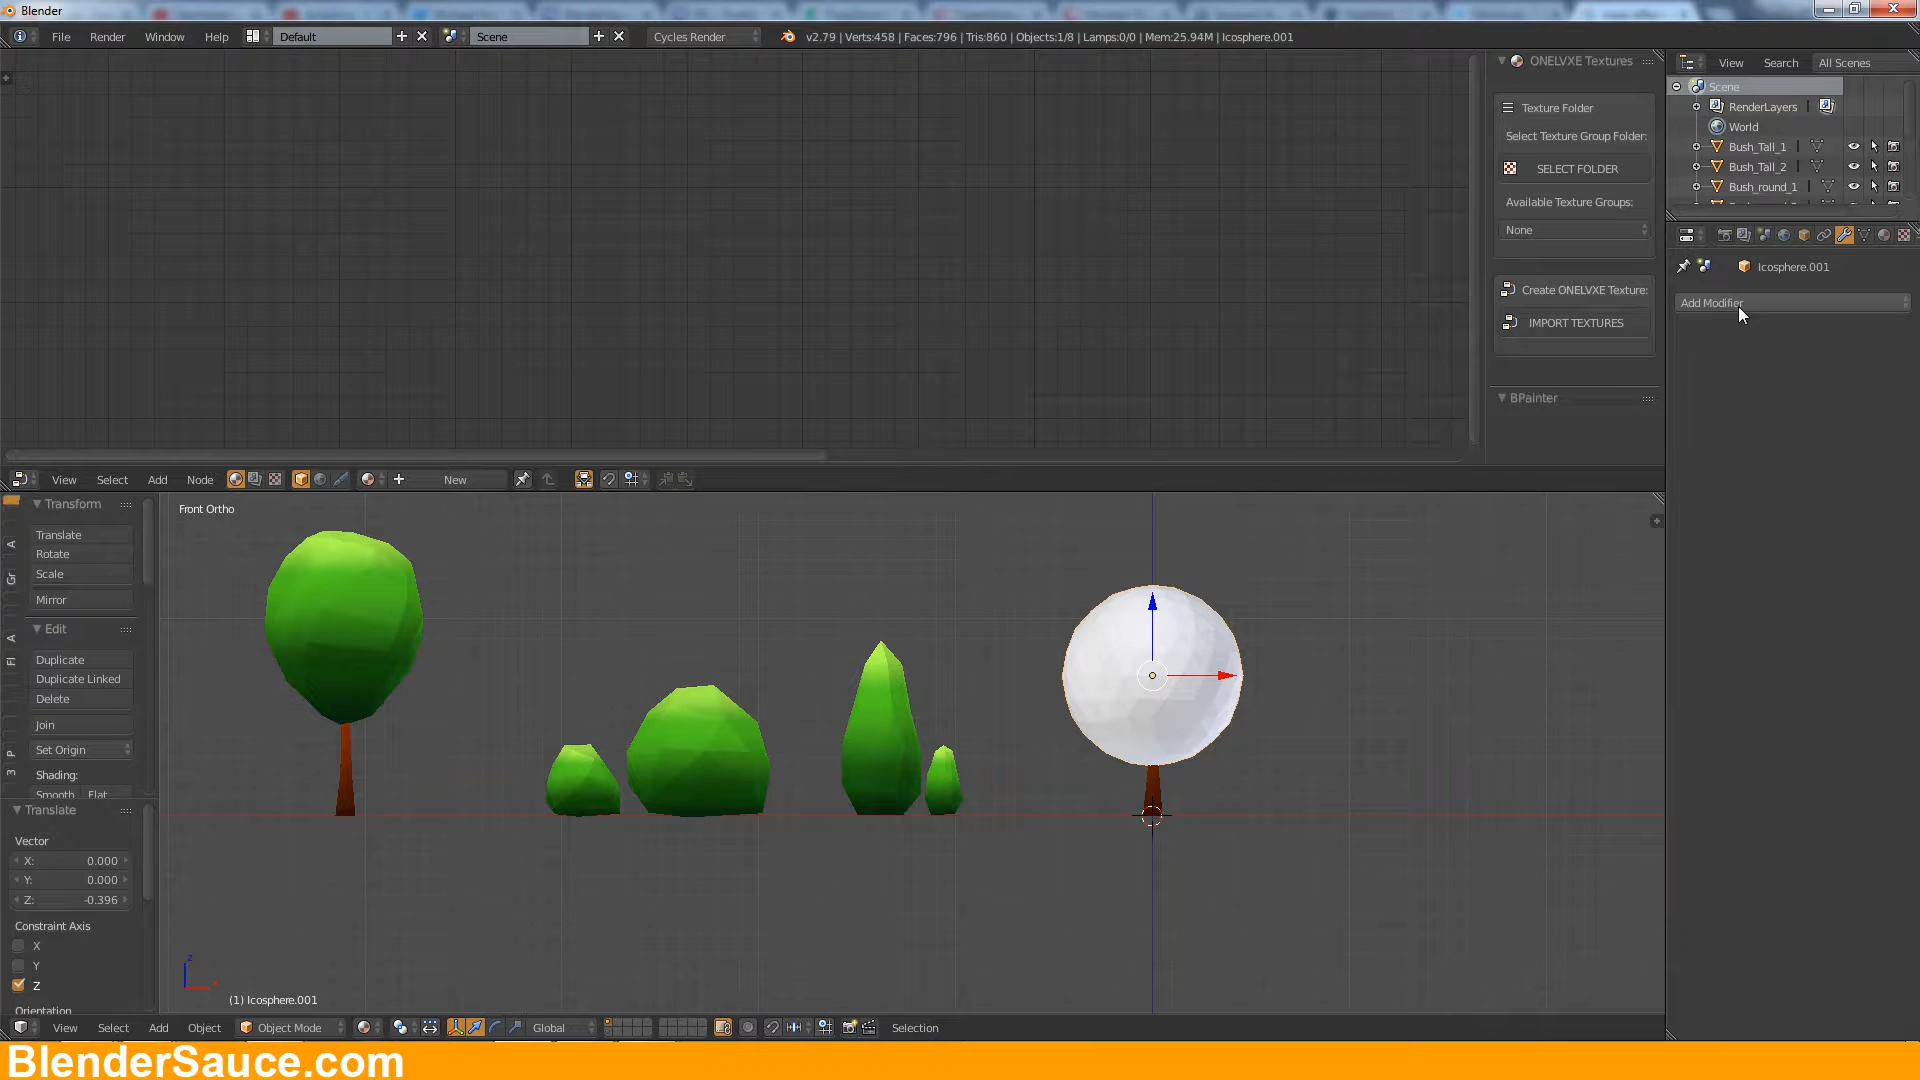 Blender
File Render Window Help Default Scene Cycles Render v2.79 | Verts:458 | Faces:796 | Tris:860 | Objects:1/8 | Lamps:0/0 | Mem:25.94M | Icosphere.001
ONELVXE Textures
Texture Folder
Select Texture Group Folder:
SELECT FOLDER
Available Texture Groups:
None
Create ONELVXE Texture:
IMPORT TEXTURES
BPainter
View Search All Scenes
Scene
RenderLayers
World
Bush_Tall_1
Bush_Tall_2
Bush_round_1
Icosphere.001
Add Modifier
View Select Add Node New
Transform
Translate
Rotate
Scale
Mirror
Edit
Duplicate
Duplicate Linked
Delete
Join
Set Origin
Shading:
Smooth Flat
Translate
Vector
X: 0.000
Y: 0.000
Z: -0.396
Constraint Axis
X
Y
Z
Orientation
A
Gr
A
Fl
P
3
Front Ortho
z
x
(1) Icosphere.001
View Select Add Object Object Mode Global Selection
BlenderSauce.com